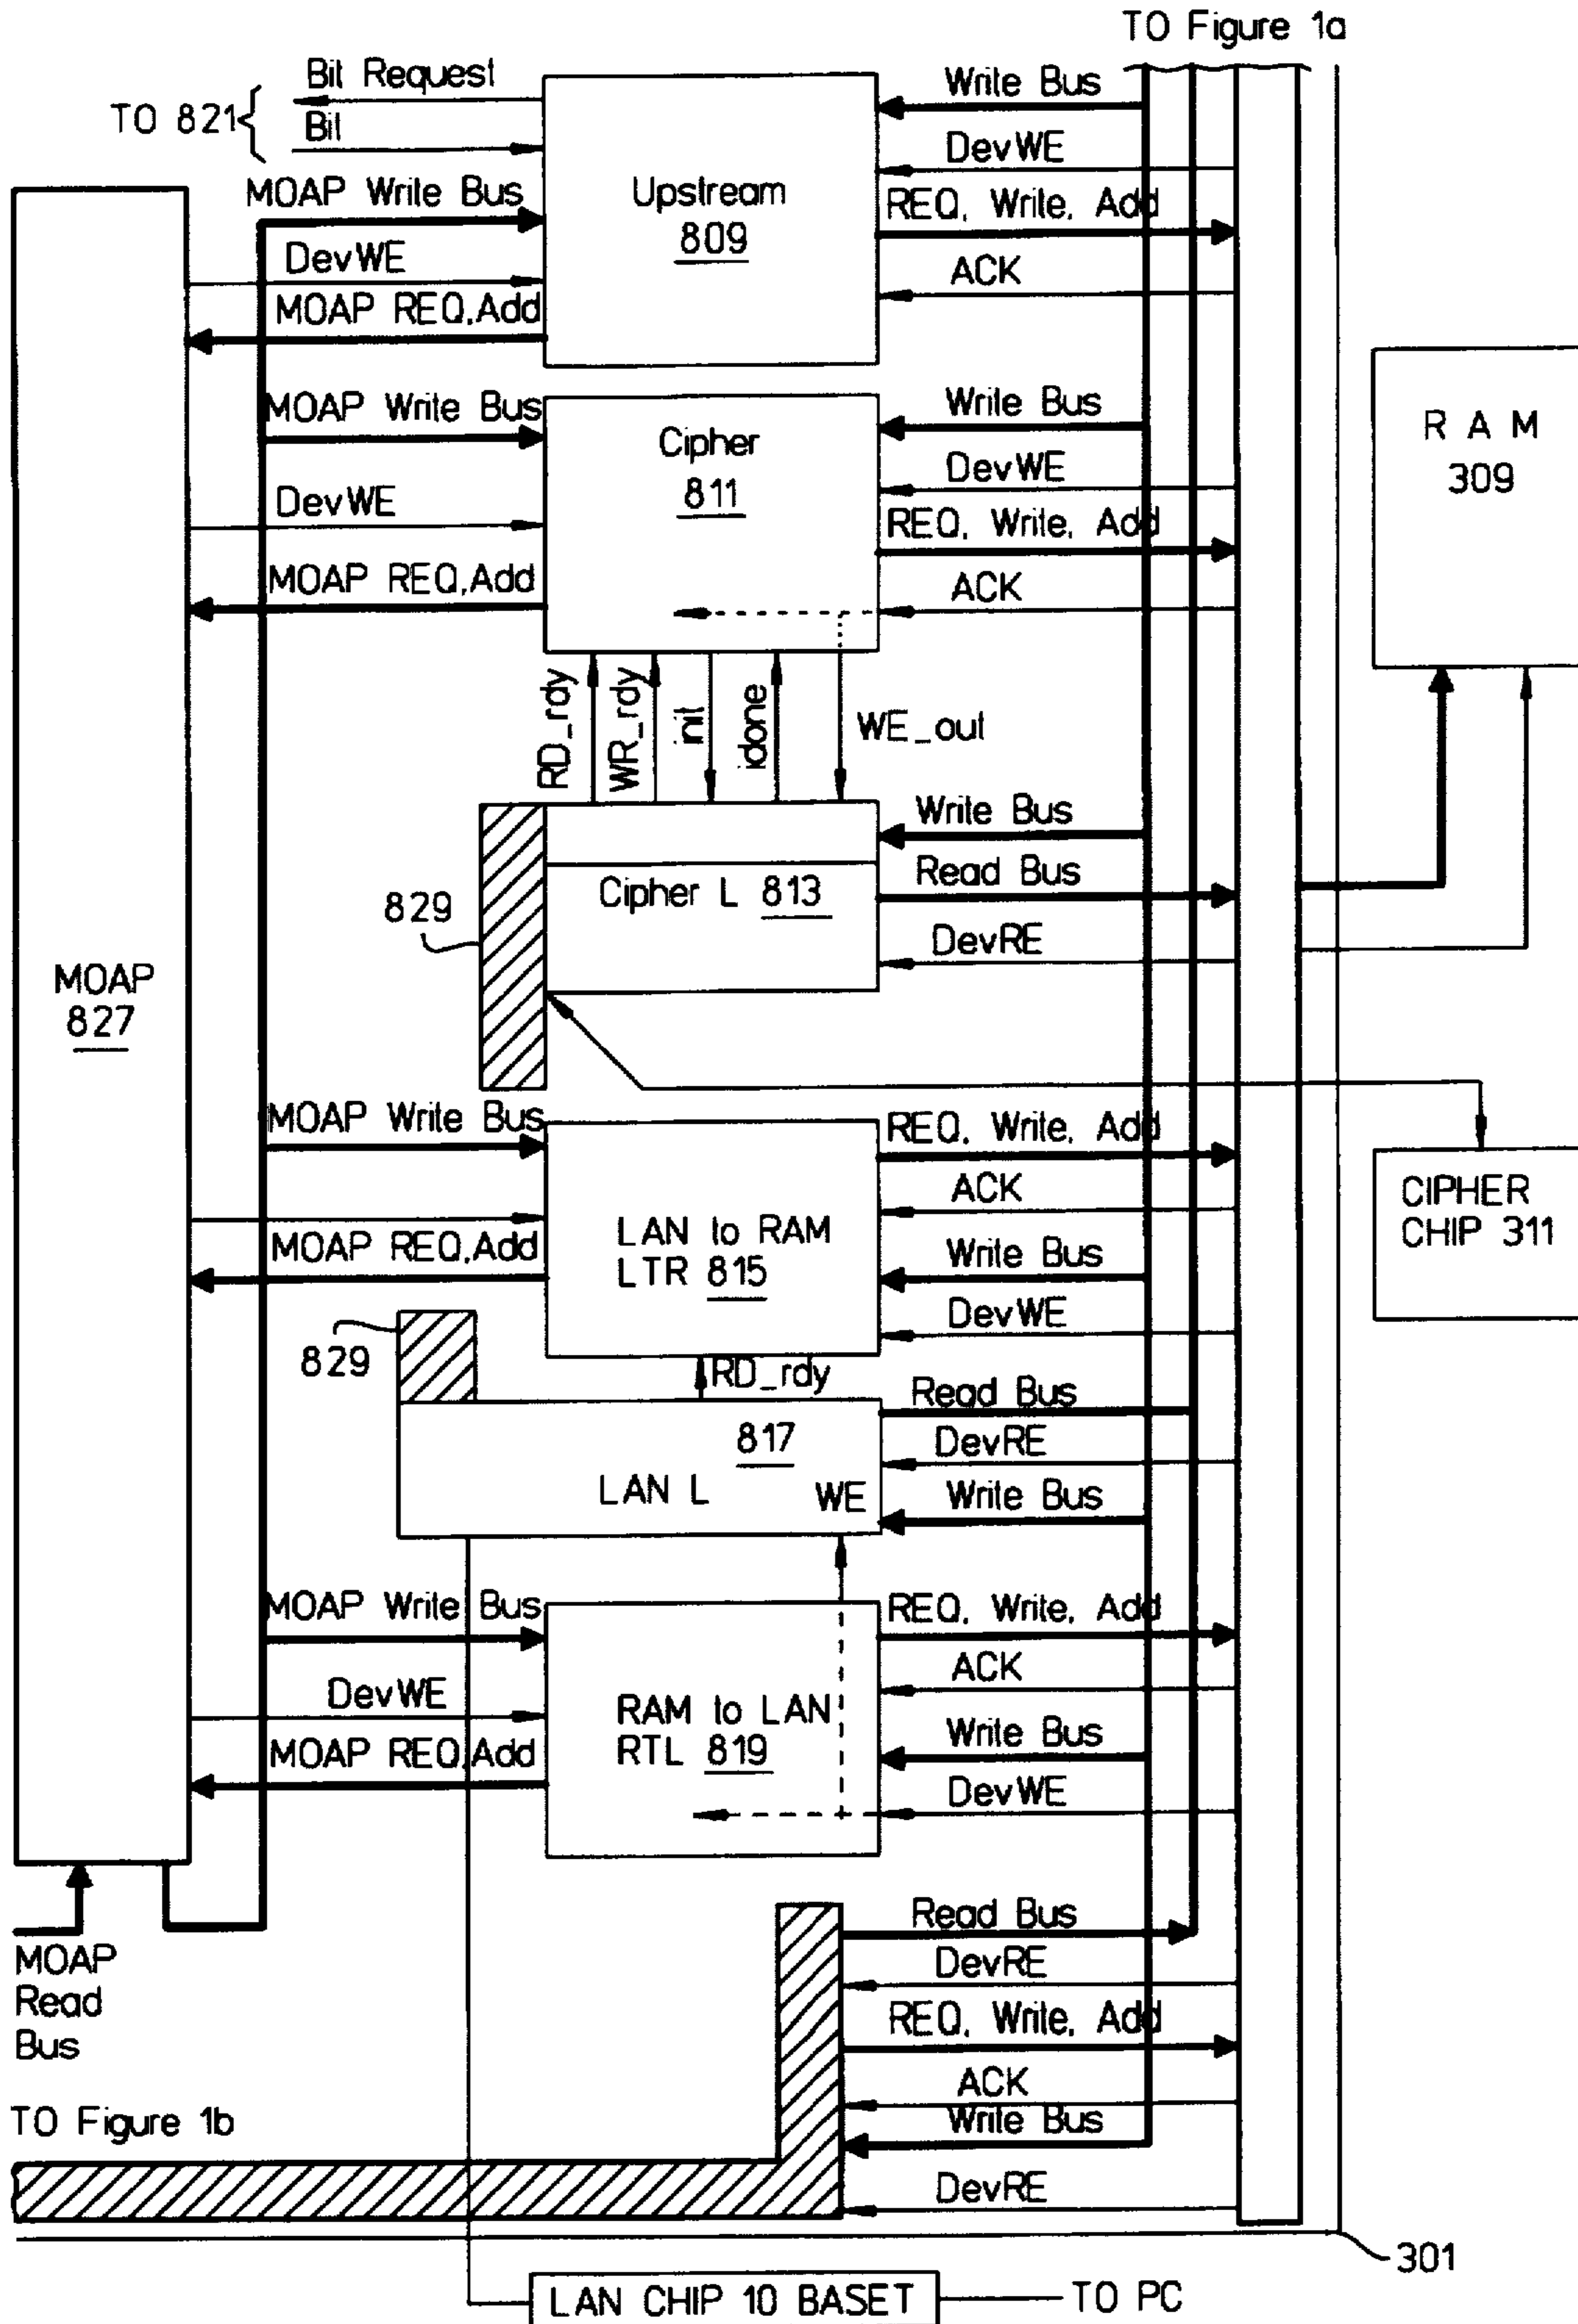 TO Figure 1a
Bit Request
TO 821
Bit
Write Bus
DevWE
MOAP Write Bus
Upstream
809
REQ, Write, Add
DevWE
ACK
MOAP REQ,Add
MOAP Write Bus
Cipher
811
Write Bus
RAM
309
DevWE
DevWE
REQ, Write, Add
MOAP REQ,Add
ACK
RD_rdy
WR_rdy
init
idone
WE_out
Write Bus
Cipher L 813
Read Bus
829
DevRE
MOAP
827
MOAP Write Bus
REQ, Write, Add
ACK
CIPHER
CHIP 311
LAN to RAM
LTR 815
MOAP REQ,Add
Write Bus
DevWE
829
RD_rdy
Read Bus
817
DevRE
LAN L
WE
Write Bus
MOAP Write Bus
REQ, Write, Add
ACK
DevWE
RAM to LAN
RTL 819
Write Bus
MOAP REQ,Add
DevWE
Read Bus
MOAP
Read
Bus
DevRE
REQ, Write, Add
ACK
TO Figure 1b
Write Bus
DevRE
301
LAN CHIP 10 BASET
TO PC